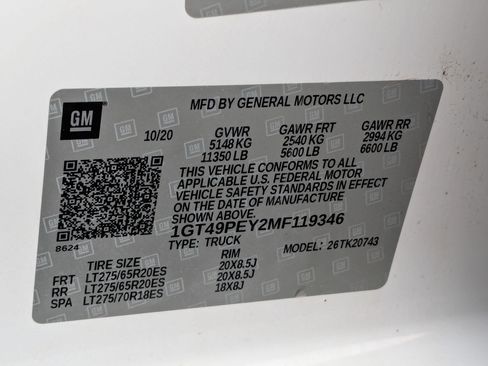 GM
MFD BY GENERAL MOTORS LLC
10/20 GVWR GAWR FRT GAWR RR
5148 KG 2540 KG 2994 KG
11350 LB 5600 LB 6600 LB
THIS VEHICLE CONFORMS TO ALL
APPLICABLE U.S. FEDERAL MOTOR
VEHICLE SAFETY STANDARDS IN EFFECT
ON THE DATE OF MANUFACTURE
SHOWN ABOVE.
8624
1GT49PEY2MF119346
TYPE: TRUCK MODEL: 26TK20743
TIRE SIZE RIM
FRT LT275/65R20ES 20X8.5J
RR LT275/65R20ES 20X8.5J
SPA LT275/70R18ES 18X8J